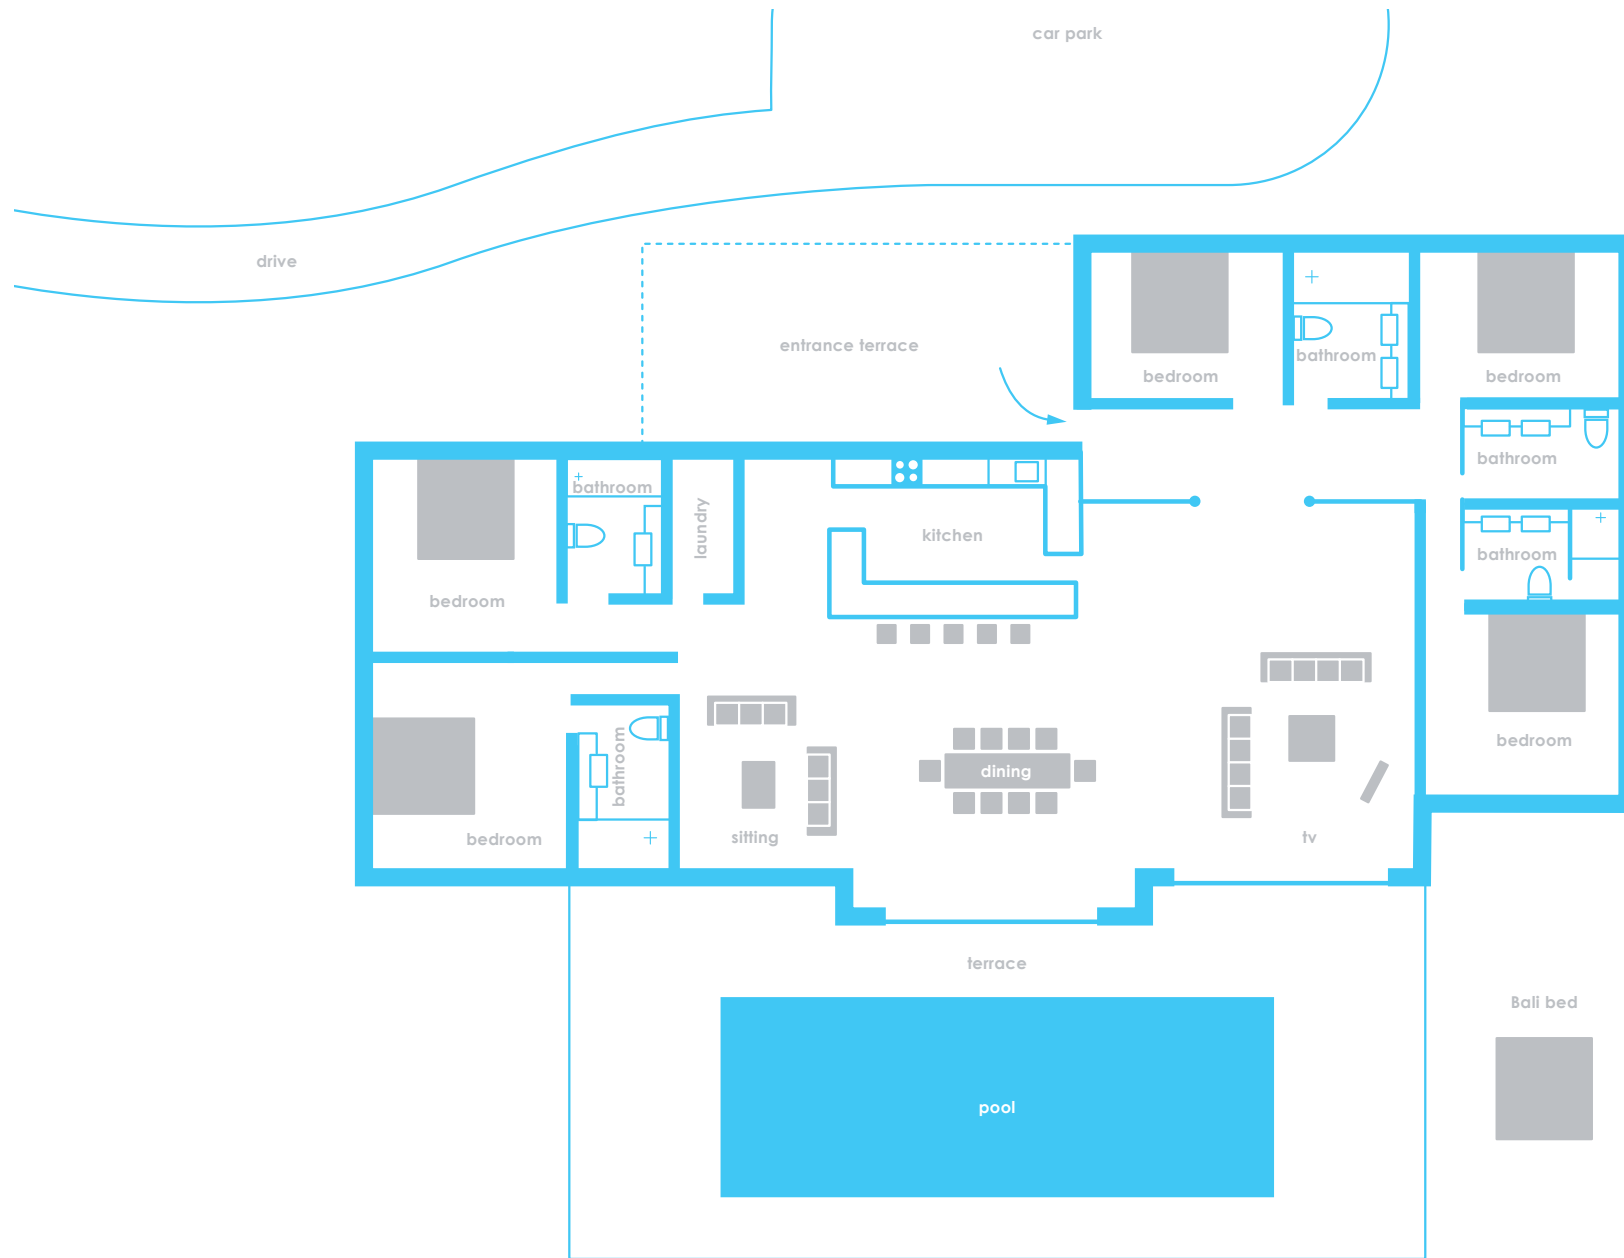 car park
drive
entrance terrace
bathroom
bedroom
bedroom
bathroom
bathroom
laundry
kitchen
bathroom
bedroom
bedroom
bathroom
dining
bedroom
sitting
tv
terrace
Bali bed
pool